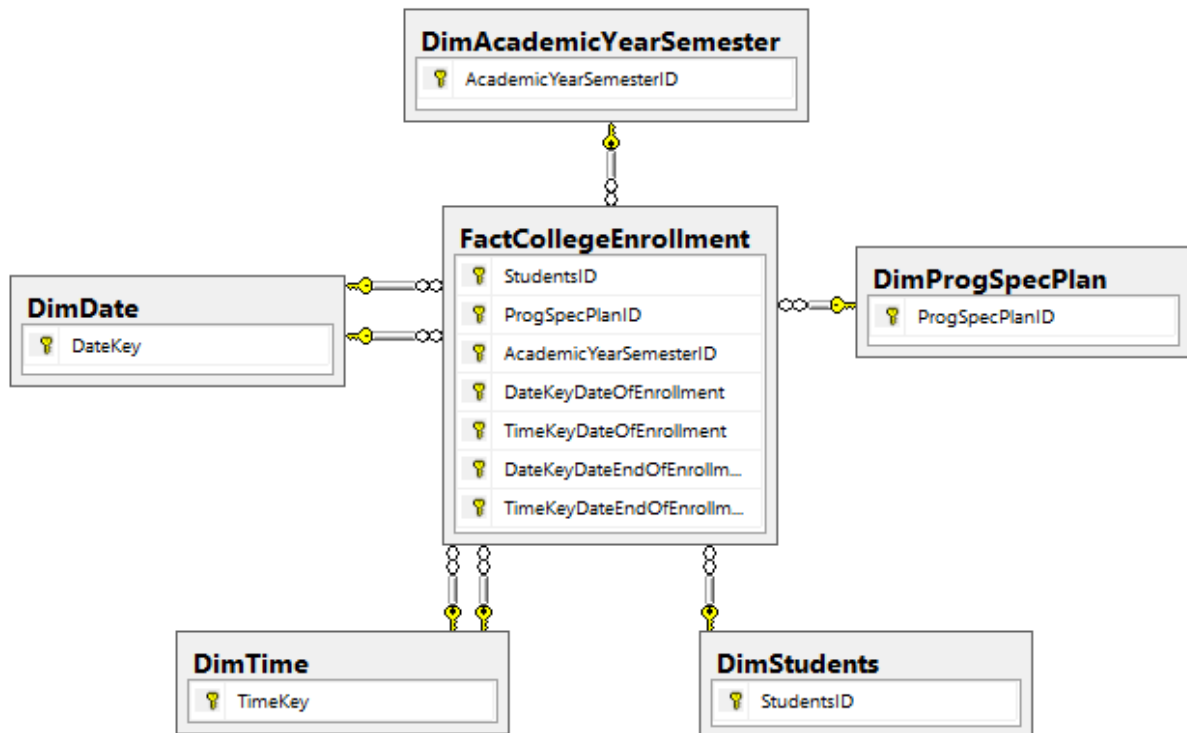 DimAcademicYearSemester
AcademicYearSemesterID
FactCollegeEnrollment
StudentsID
ProgSpecPlanID
AcademicYearSemesterID
DateKeyDateOfEnrollment
TimeKeyDateOfEnrollment
DateKeyDateEndOfEnrollm...
TimeKeyDateEndOfEnrollm...
DimDate
DateKey
DimProgSpecPlan
ProgSpecPlanID
DimTime
TimeKey
DimStudents
StudentsID